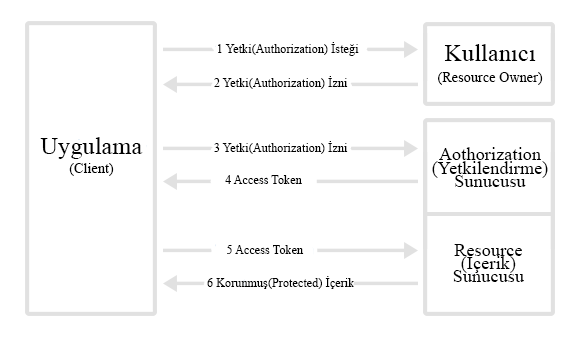 Uygulama
(Client)
1 Yetki(Authorization) İsteği
2 Yetki(Authorization) İzni
Kullanıcı
(Resource Owner)
3 Yetki(Authorization) İzni
4 Access Token
Aothorization
(Yetkilendirme)
Sunucusu
5 Access Token
6 Korunmuş(Protected) İçerik
Resource
(İçerik)
Sunucusu